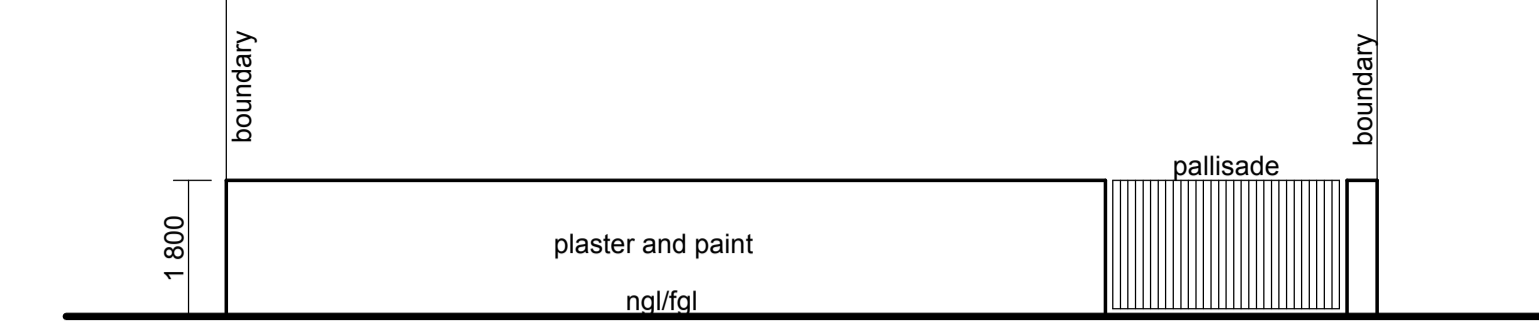 boundary
boundary
pallisade
1 800
plaster and paint
ngl/fgl